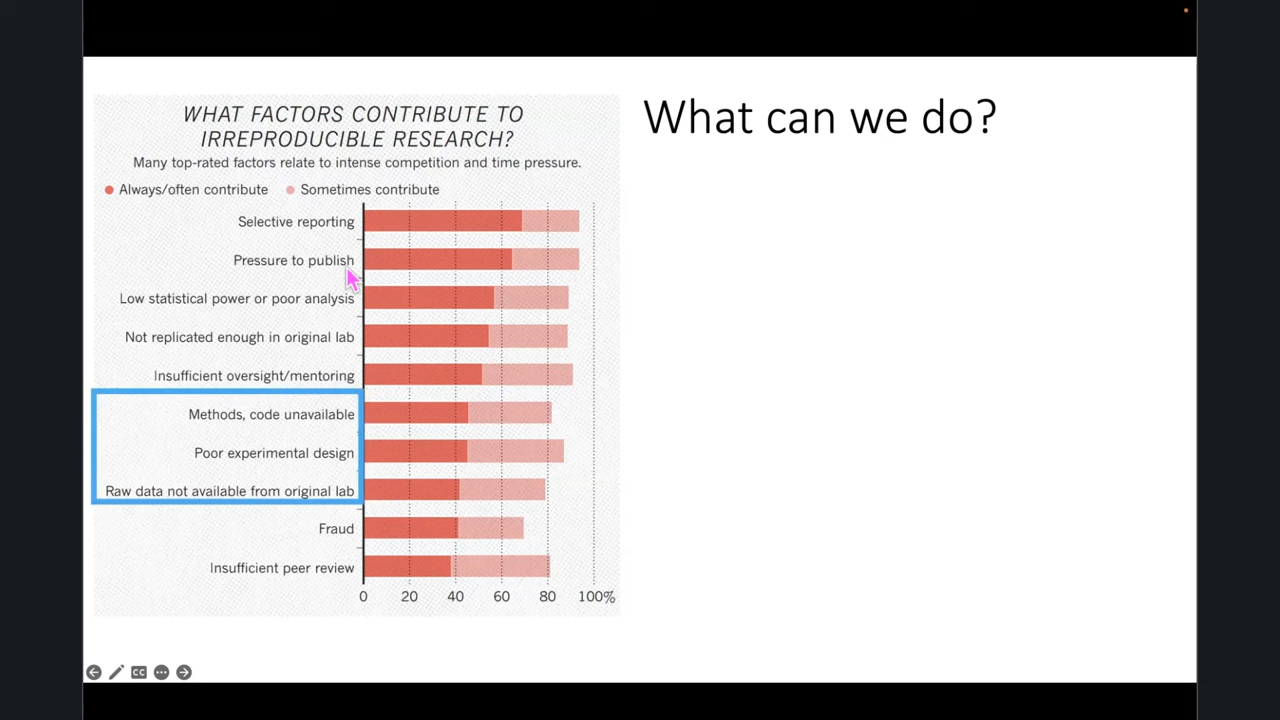 WHAT FACTORS CONTRIBUTE TO
IRREPRODUCIBLE RESEARCH?
Many top-rated factors relate to intense competition and time pressure.
Always/often contribute
Sometimes contribute
Selective reporting
Pressure to publish
Low statistical power or poor analysis
Not replicated enough in original lab
Insufficient oversight/mentoring
Methods, code unavailable
Poor experimental design
Raw data not available from original lab
Fraud
Insufficient peer review
0 20 40 60 80 100%
What can we do?
CC